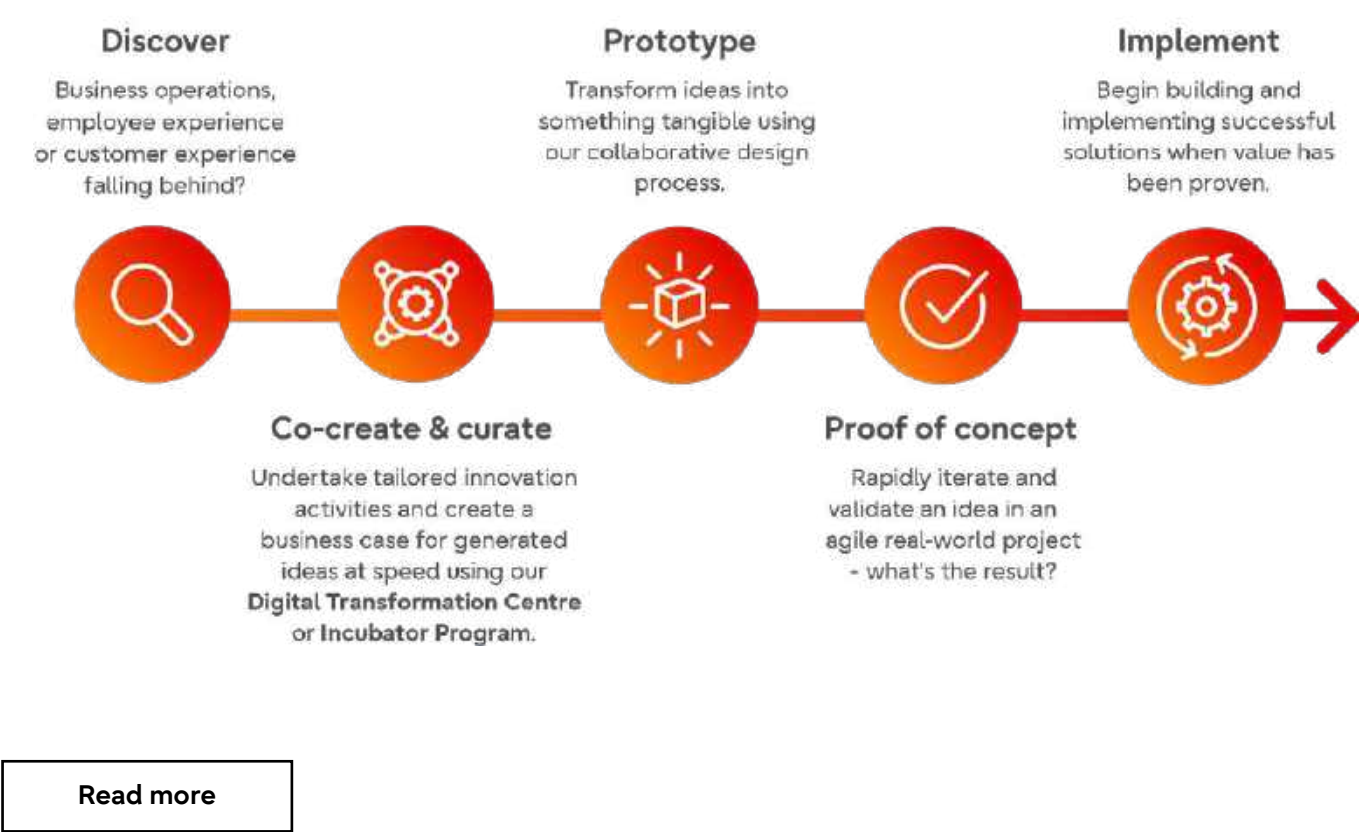 Discover
Business operations,
employee experience
or customer experience
falling behind?
Prototype
Transform ideas into
something tangible using
our collaborative design
process.
Implement
Begin building and
implementing successful
solutions when value has
been proven.
Co-create & curate
Undertake tailored innovation
activities and create a
business case for generated
ideas at speed using our
Digital Transformation Centre
or Incubator Program.
Proof of concept
Rapidly iterate and
validate an idea in an
agile real-world project
- what's the result?
Read more